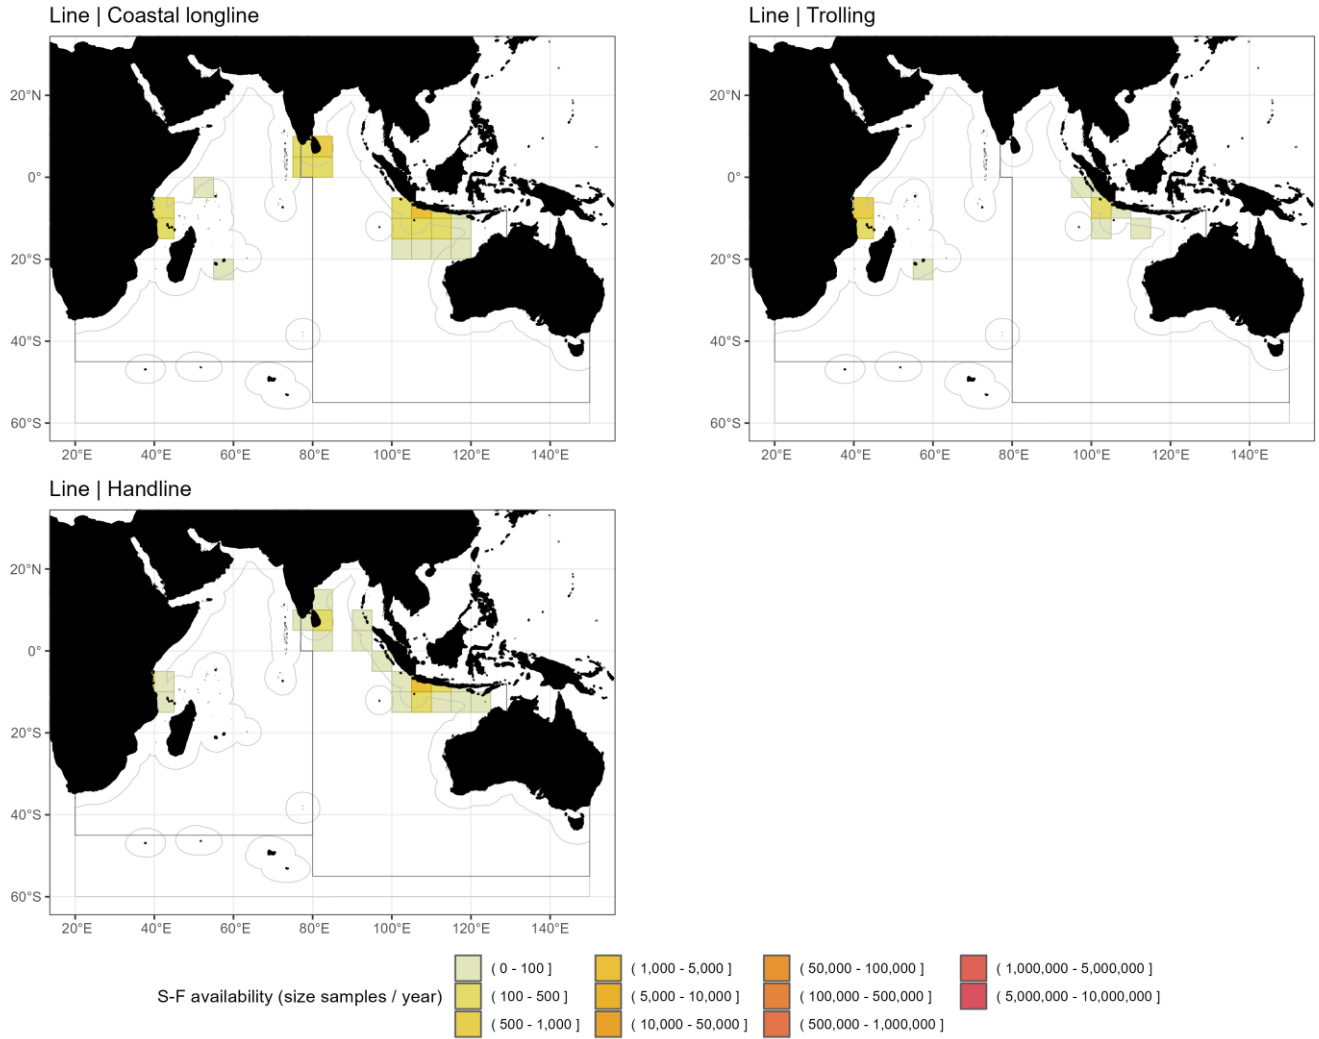 Line | Coastal longline
Line | Trolling
20°N
0°
20°S
40°S
60°S
20°E 40°E 60°E 80°E 100°E 120°E 140°E
20°N
0°
20°S
40°S
60°S
20°E 40°E 60°E 80°E 100°E 120°E 140°E
Line | Handline
20°N
0°
20°S
40°S
60°S
20°E 40°E 60°E 80°E 100°E 120°E 140°E
S-F availability (size samples / year)
( 0 - 100 ]
( 100 - 500 ]
( 500 - 1,000 ]
( 1,000 - 5,000 ]
( 5,000 - 10,000 ]
( 10,000 - 50,000 ]
( 50,000 - 100,000 ]
( 100,000 - 500,000 ]
( 500,000 - 1,000,000 ]
( 1,000,000 - 5,000,000 ]
( 5,000,000 - 10,000,000 ]